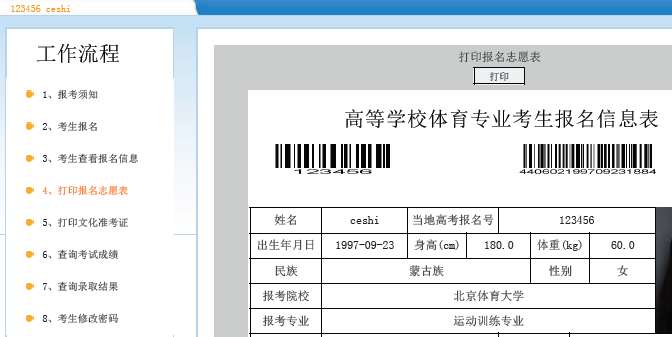 123456 ceshi
工作流程
1、报考须知
2、考生报名
3、考生查看报名信息
4、打印报名志愿表
5、打印文化准考证
6、查询考试成绩
7、查询录取结果
8、考生修改密码
打印报名志愿表
打印
高等学校体育专业考生报名信息表
123456 440602199709231884
姓名 ceshi 当地高考报名号 123456
出生年月日 1997-09-23 身高(cm) 180.0 体重(kg) 60.0
民族 蒙古族 性别 女
报考院校 北京体育大学
报考专业 运动训练专业